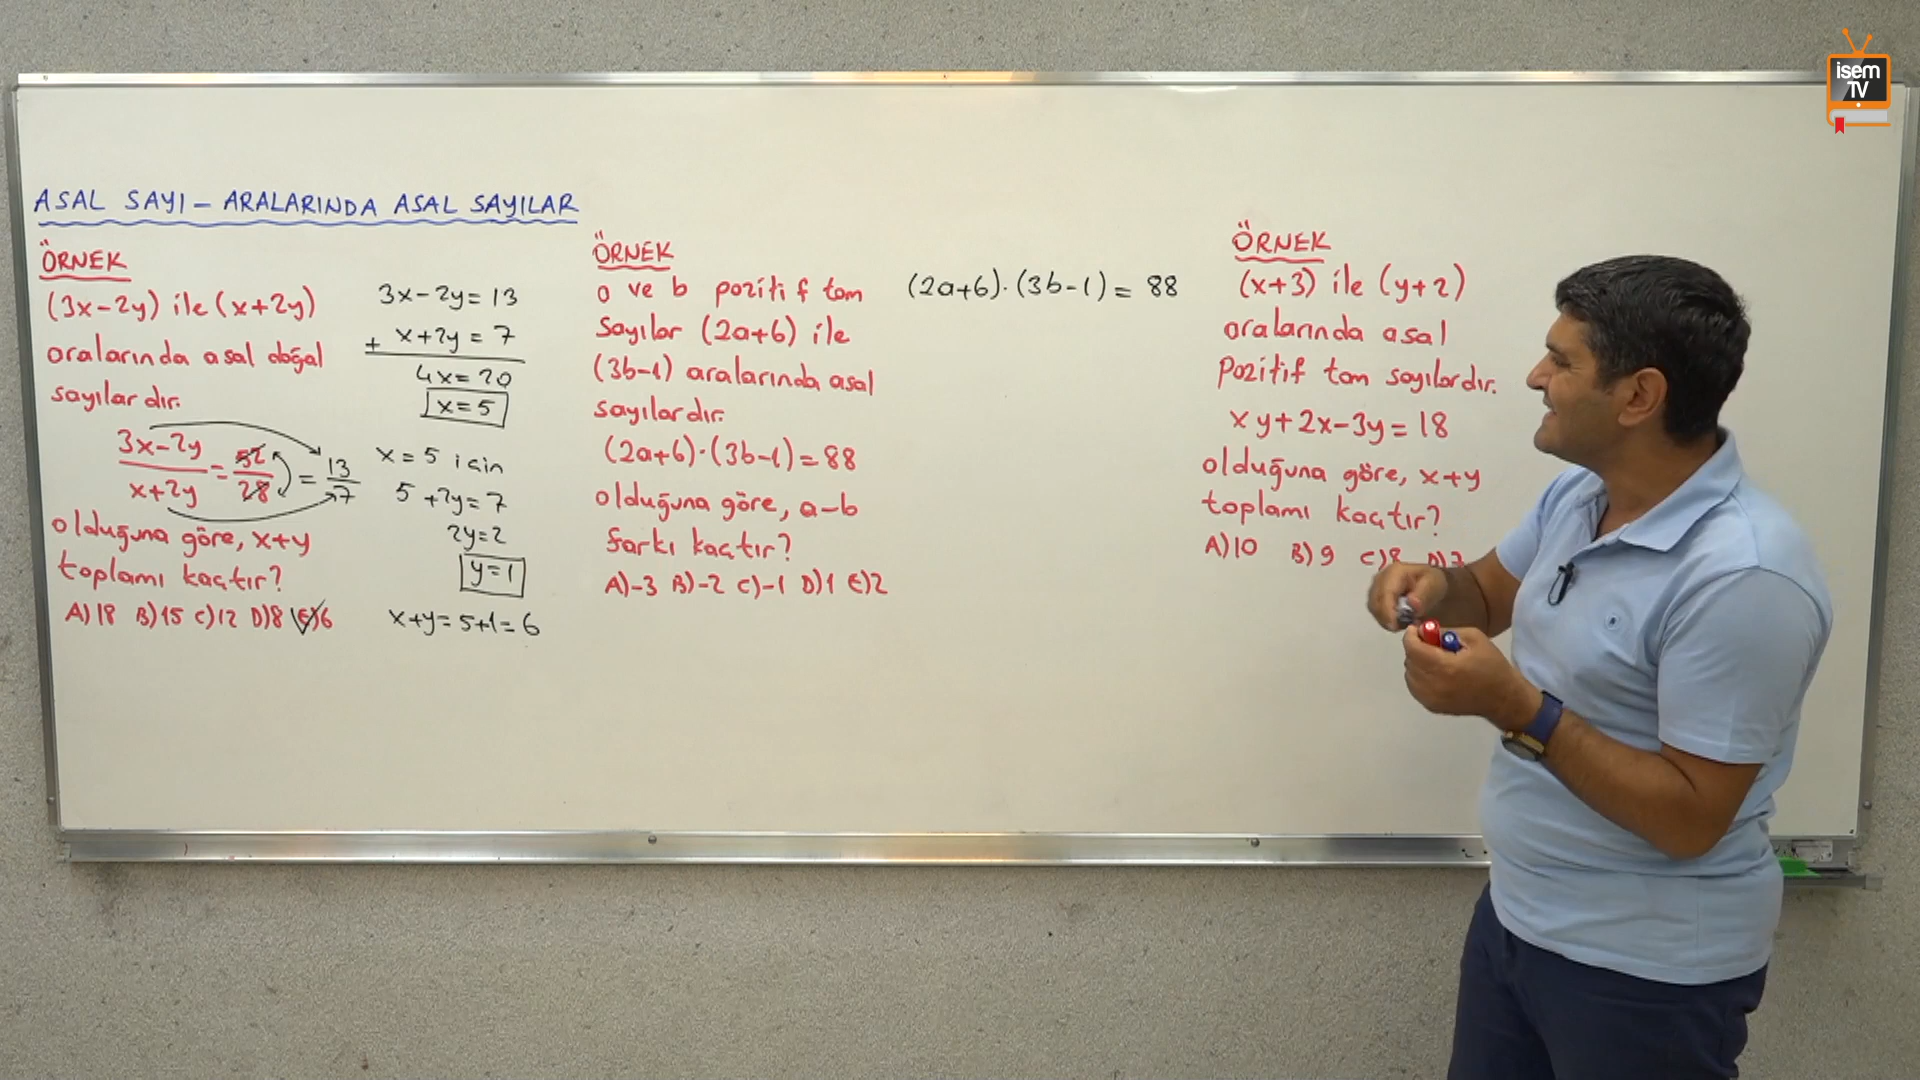 isem
TV
ASAL SAYI – ARALARINDA ASAL SAYILAR
ÖRNEK
(3x-2y) ile (x+2y)
aralarında asal doğal
sayılardır.
3x-2y / x+2y = 52 / 28 = 13 / 7
olduğuna göre, x+y
toplamı kaçtır?
A)18 B)15 C)12 D)8 E)6
3x-2y=13
+ x+2y=7
4x=20
x=5
x=5 için
5+2y=7
2y=2
y=1
x+y=5+1=6
ÖRNEK
a ve b pozitif tam
sayılar (2a+6) ile
(3b-1) aralarında asal
sayılardır.
(2a+6)·(3b-1)=88
olduğuna göre, a-b
farkı kaçtır?
A)-3 B)-2 C)-1 D)1 E)2
(2a+6)·(3b-1)=88
ÖRNEK
(x+3) ile (y+2)
aralarında asal
pozitif tam sayılardır.
xy+2x-3y=18
olduğuna göre, x+y
toplamı kaçtır?
A)10 B)9 C)8 D)7